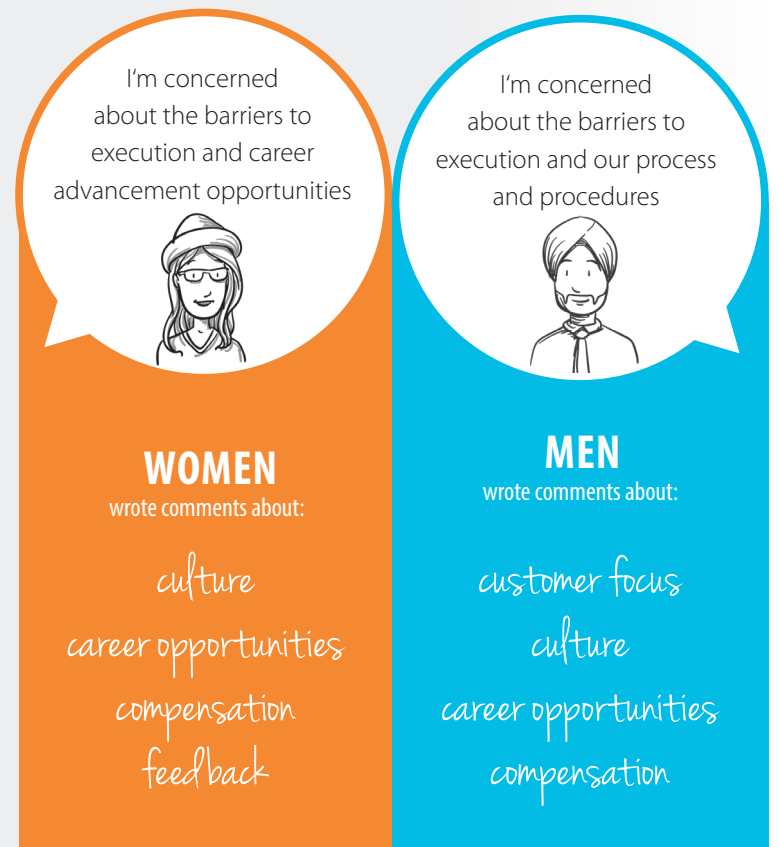 I'm concerned
about the barriers to
execution and career
advancement opportunities
WOMEN
wrote comments about:
culture
career opportunities
compensation
feedback
I'm concerned
about the barriers to
execution and our process
and procedures
MEN
wrote comments about:
customer focus
culture
career opportunities
compensation